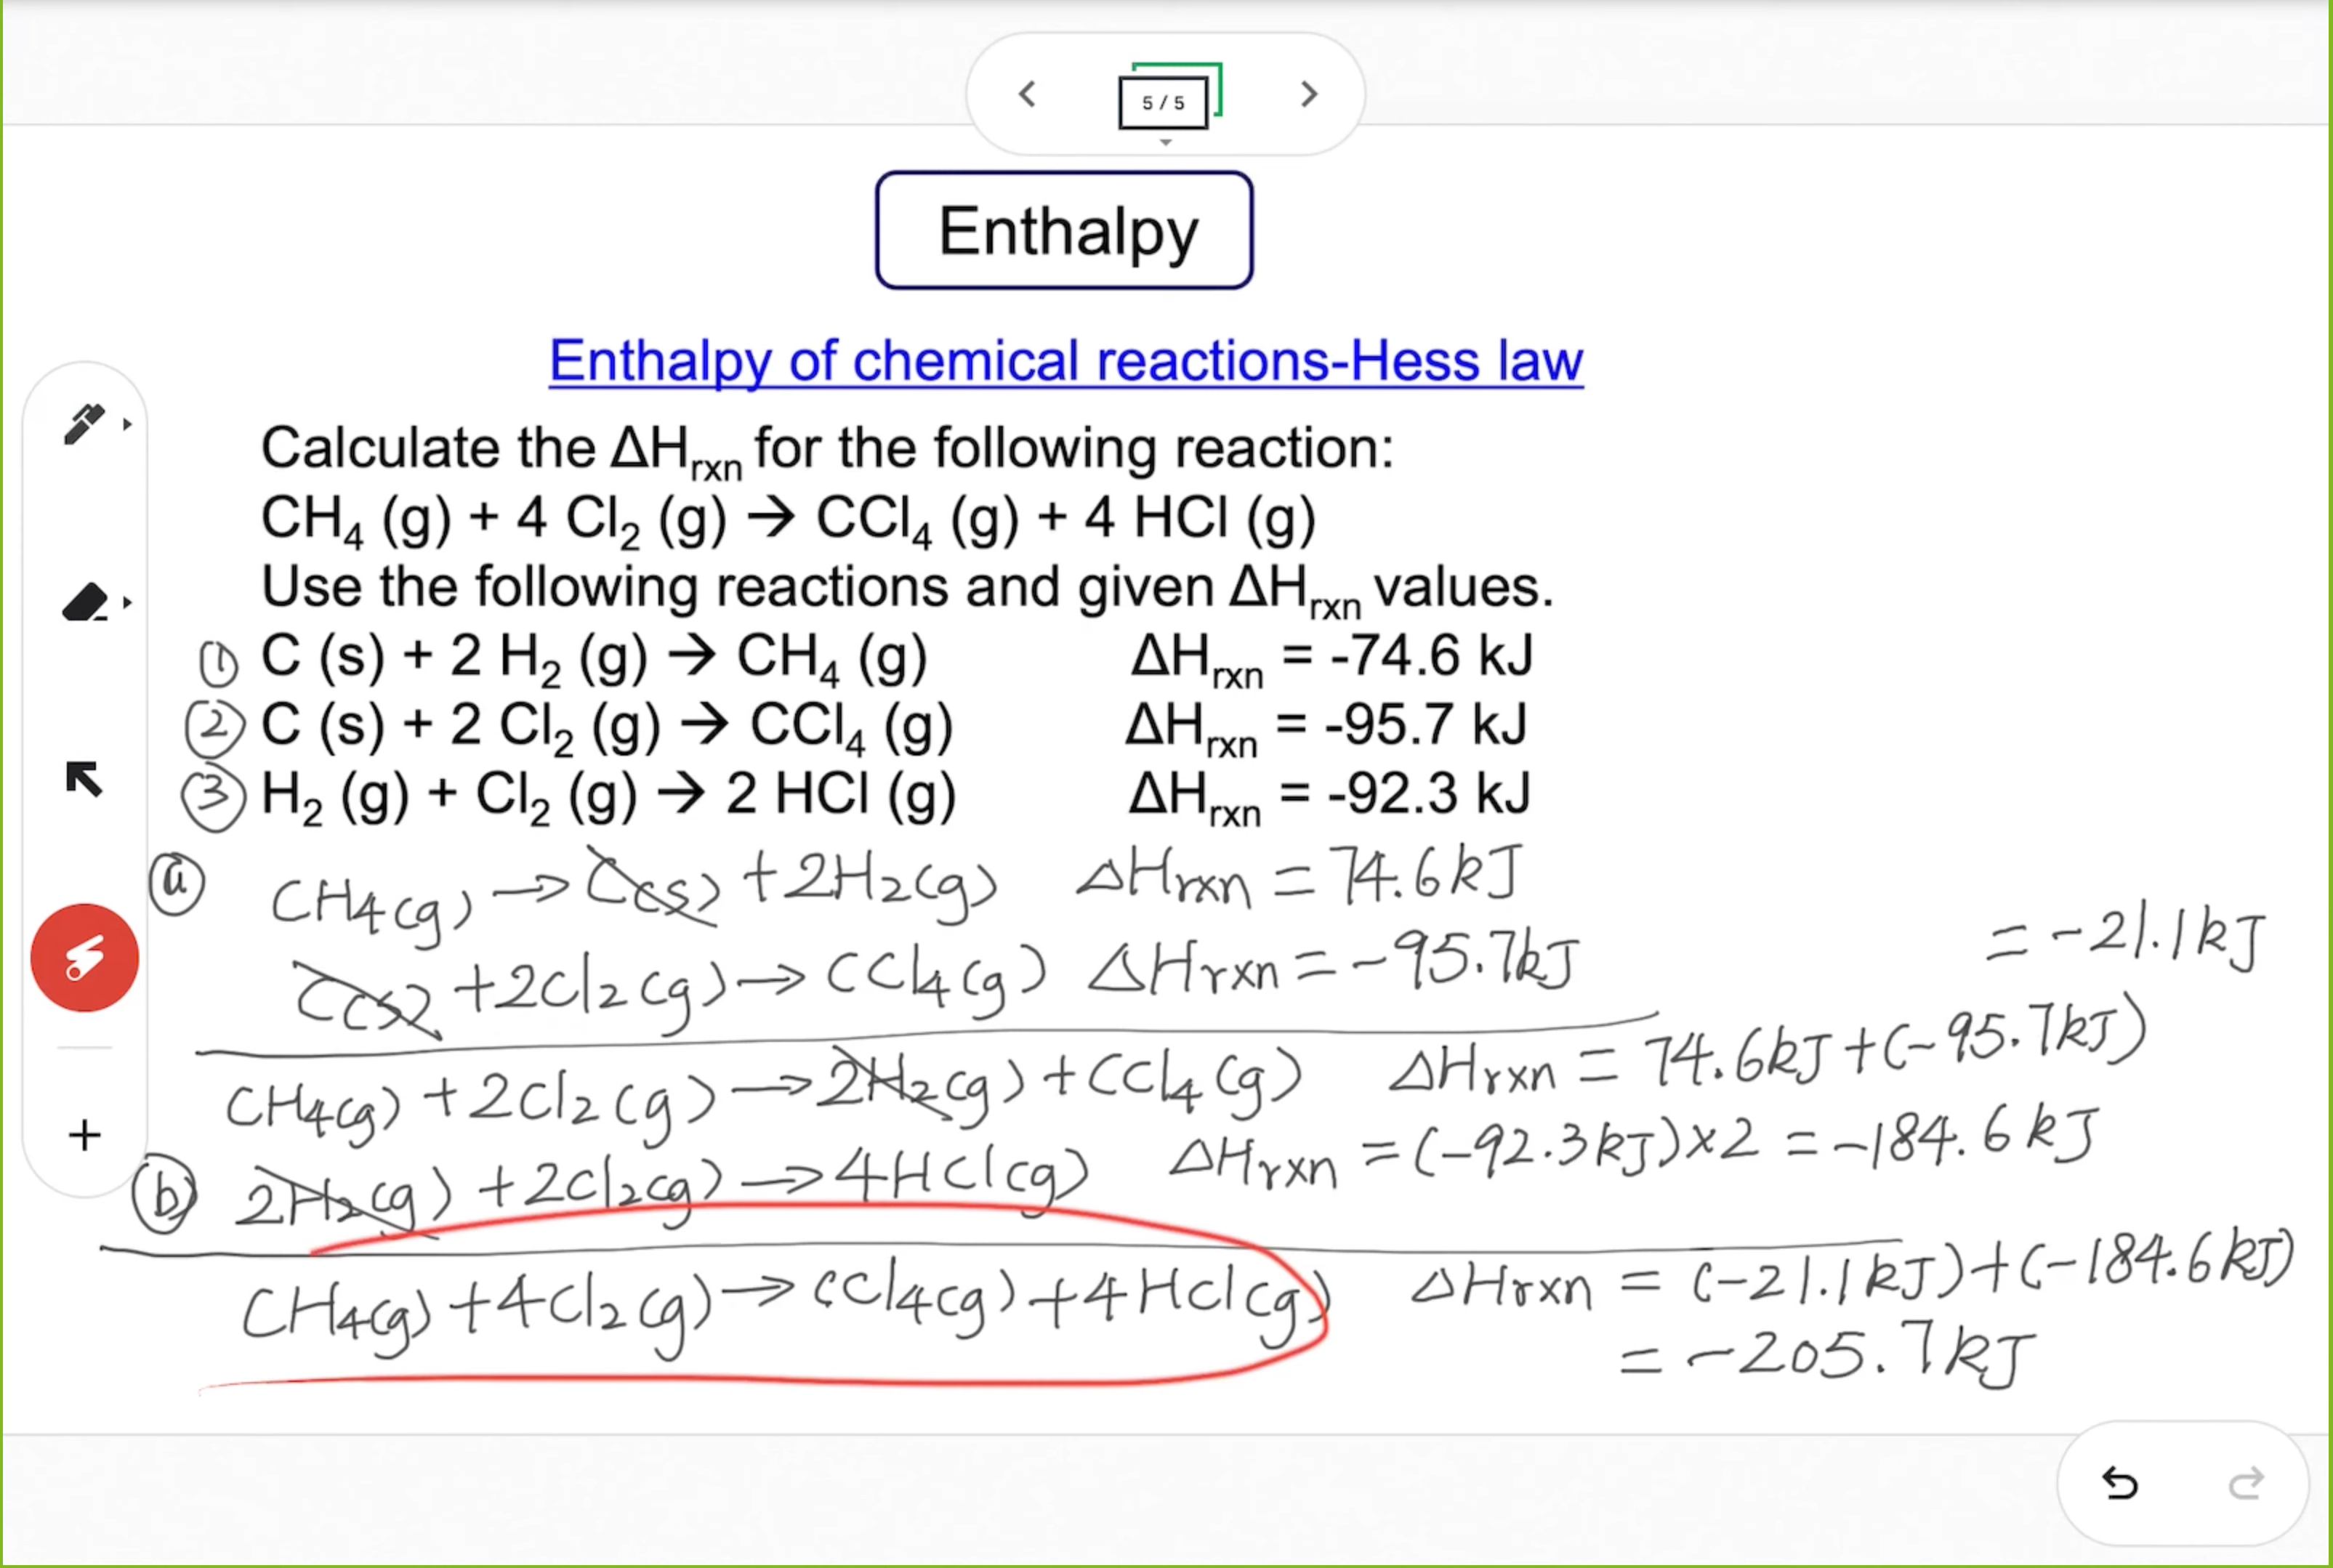 5 / 5
Enthalpy
Enthalpy of chemical reactions-Hess law
Calculate the ΔHrxn for the following reaction:
CH4 (g) + 4 Cl2 (g) → CCl4 (g) + 4 HCl (g)
Use the following reactions and given ΔHrxn values.
① C (s) + 2 H2 (g) → CH4 (g) ΔHrxn = -74.6 kJ
② C (s) + 2 Cl2 (g) → CCl4 (g) ΔHrxn = -95.7 kJ
③ H2 (g) + Cl2 (g) → 2 HCl (g) ΔHrxn = -92.3 kJ
ⓐ CH4(g) → C(s) + 2H2(g) ΔHrxn = 74.6kJ
C(s) + 2Cl2(g) → CCl4(g) ΔHrxn = -95.7kJ
= -21.1kJ
CH4(g) + 2Cl2(g) → 2H2(g) + CCl4(g) ΔHrxn = 74.6kJ + (-95.7kJ)
ⓑ 2H2(g) + 2Cl2(g) → 4HCl(g) ΔHrxn = (-92.3kJ)×2 = -184.6kJ
CH4(g) + 4Cl2(g) → CCl4(g) + 4HCl(g) ΔHrxn = (-21.1kJ) + (-184.6kJ)
= -205.7kJ